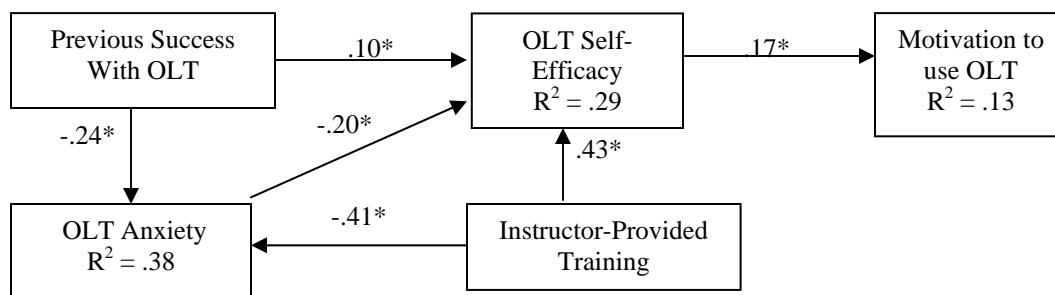 Previous Success
With OLT
.10*
OLT Self-
Efficacy
R² = .29
.17*
Motivation to
use OLT
R² = .13
-.24*
-.20*
.43*
OLT Anxiety
R² = .38
-.41*
Instructor-Provided
Training